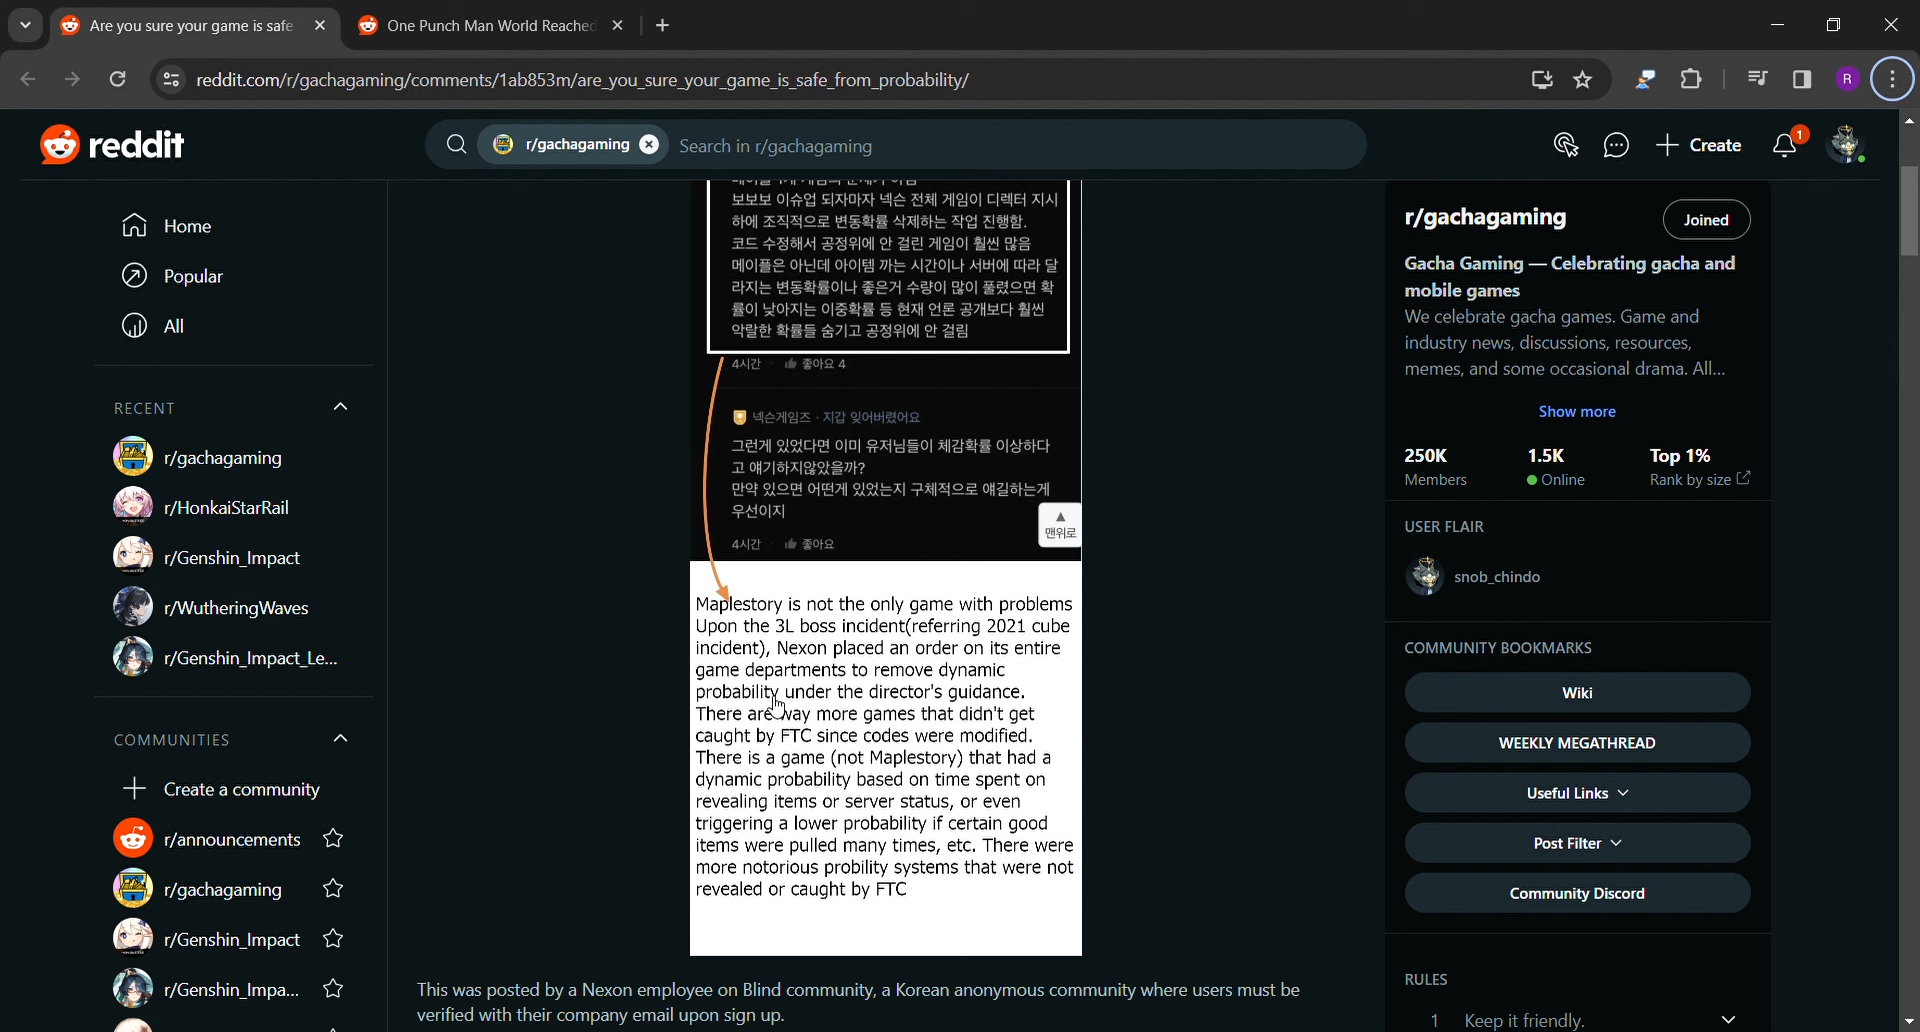 Are you sure your game is safe
One Punch Man World Reached
reddit.com/r/gachagaming/comments/1ab853m/are_you_sure_your_game_is_safe_from_probability/
R
reddit
r/gachagaming
Search in r/gachagaming
Create
1
Home
Popular
All
RECENT
r/gachagaming
r/HonkaiStarRail
r/Genshin_Impact
r/WutheringWaves
r/Genshin_Impact_Le...
COMMUNITIES
Create a community
r/announcements
r/gachagaming
r/Genshin_Impact
r/Genshin_Impa...
보보보 이슈업 되자마자 넥슨 전체 게임이 디렉터 지시
하에 조직적으로 변동확률 삭제하는 작업 진행함.
코드 수정해서 공정위에 안 걸린 게임이 훨씬 많음
메이플은 아닌데 아이템 까는 시간이나 서버에 따라 달
라지는 변동확률이나 좋은거 수량이 많이 풀렸으면 확
률이 낮아지는 이중확률 등 현재 언론 공개보다 훨씬
악랄한 확률들 숨기고 공정위에 안 걸림
4시간 좋아요 4
넥슨게임즈 · 지갑 잊어버렸어요
그런게 있었다면 이미 유저님들이 체감확률 이상하다
고 얘기하지않았을까?
만약 있으면 어떤게 있었는지 구체적으로 얘길하는게
우선이지
맨위로
4시간 좋아요
Maplestory is not the only game with problems
Upon the 3L boss incident(referring 2021 cube
incident), Nexon placed an order on its entire
game departments to remove dynamic
probability under the director's guidance.
There are way more games that didn't get
caught by FTC since codes were modified.
There is a game (not Maplestory) that had a
dynamic probability based on time spent on
revealing items or server status, or even
triggering a lower probability if certain good
items were pulled many times, etc. There were
more notorious probility systems that were not
revealed or caught by FTC
This was posted by a Nexon employee on Blind community, a Korean anonymous community where users must be
verified with their company email upon sign up.
r/gachagaming
Joined
Gacha Gaming — Celebrating gacha and
mobile games
We celebrate gacha games. Game and
industry news, discussions, resources,
memes, and some occasional drama. All...
Show more
250K 1.5K Top 1%
Members Online Rank by size
USER FLAIR
snob_chindo
COMMUNITY BOOKMARKS
Wiki
WEEKLY MEGATHREAD
Useful Links
Post Filter
Community Discord
RULES
1 Keep it friendly.